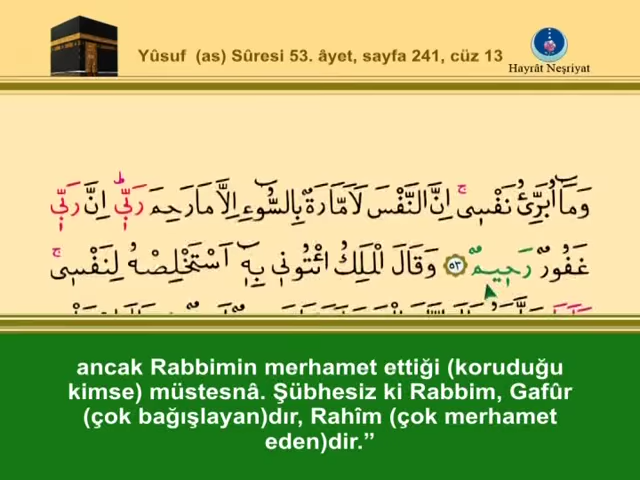 Yûsuf (as) Sûresi 53. âyet, sayfa 241, cüz 13
Hayrât Neşriyat
وَمَٓا اُبَرِّئُ نَفْسٖيۚ اِنَّ النَّفْسَ لَاَمَّارَةٌ بِالسُّٓوءِ اِلَّا مَا رَحِمَ رَبّٖيۜ اِنَّ رَبّٖي
غَفُورٌ رَحٖيمٌ ﴿٥٣﴾ وَقَالَ الْمَلِكُ ائْتُونٖي بِهٖٓ اَسْتَخْلِصْهُ لِنَفْسٖيۚ
ancak Rabbimin merhamet ettiği (koruduğu
kimse) müstesnâ. Şübhesiz ki Rabbim, Gafûr
(çok bağışlayan)dır, Rahîm (çok merhamet
eden)dir.”